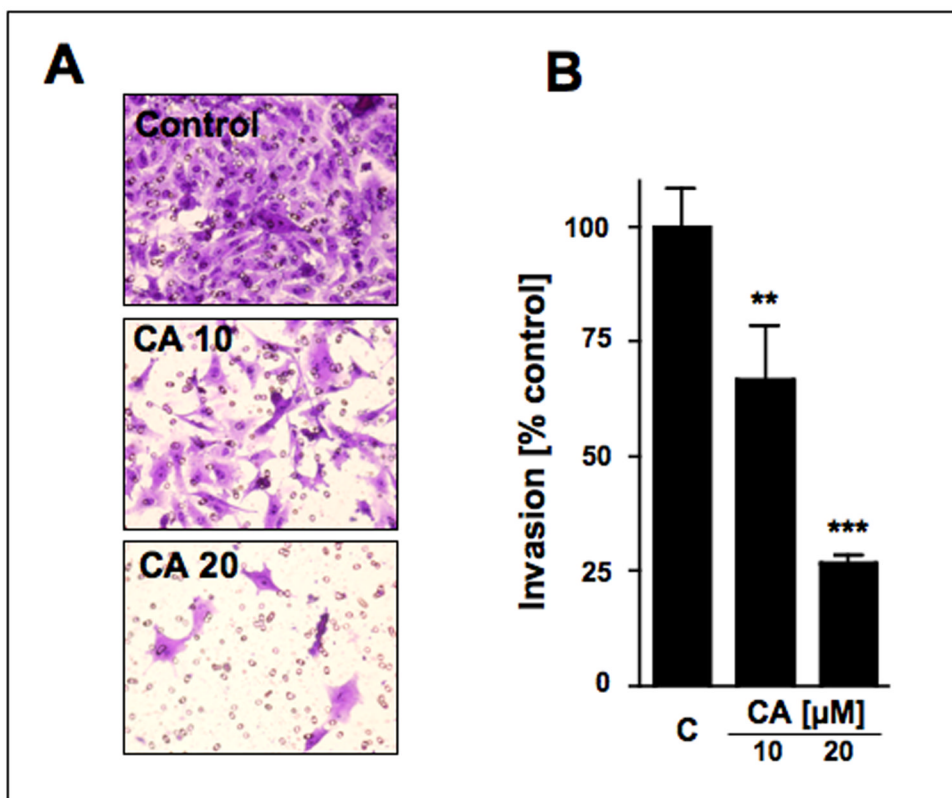 A
Control
CA 10
CA 20
B
Invasion [% control]
100
75
50
25
0
**
***
C
CA [µM]
10 20